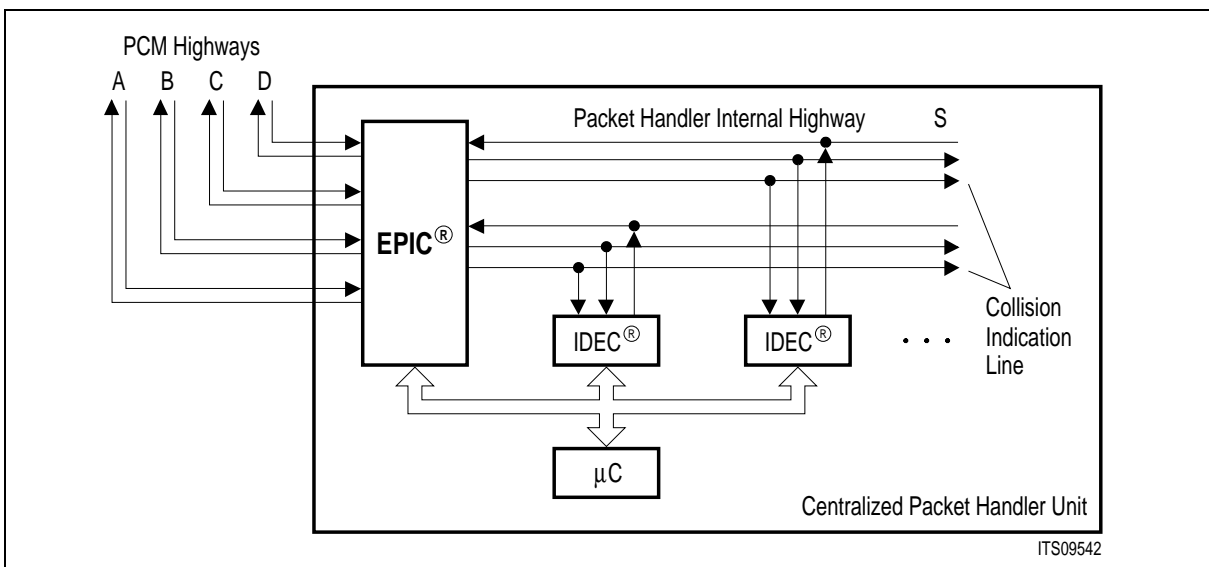 PCM Highways
A B C D
Packet Handler Internal Highway S
EPIC®
IDEC® IDEC®
Collision
Indication
Line
. . .
μC
Centralized Packet Handler Unit
ITS09542